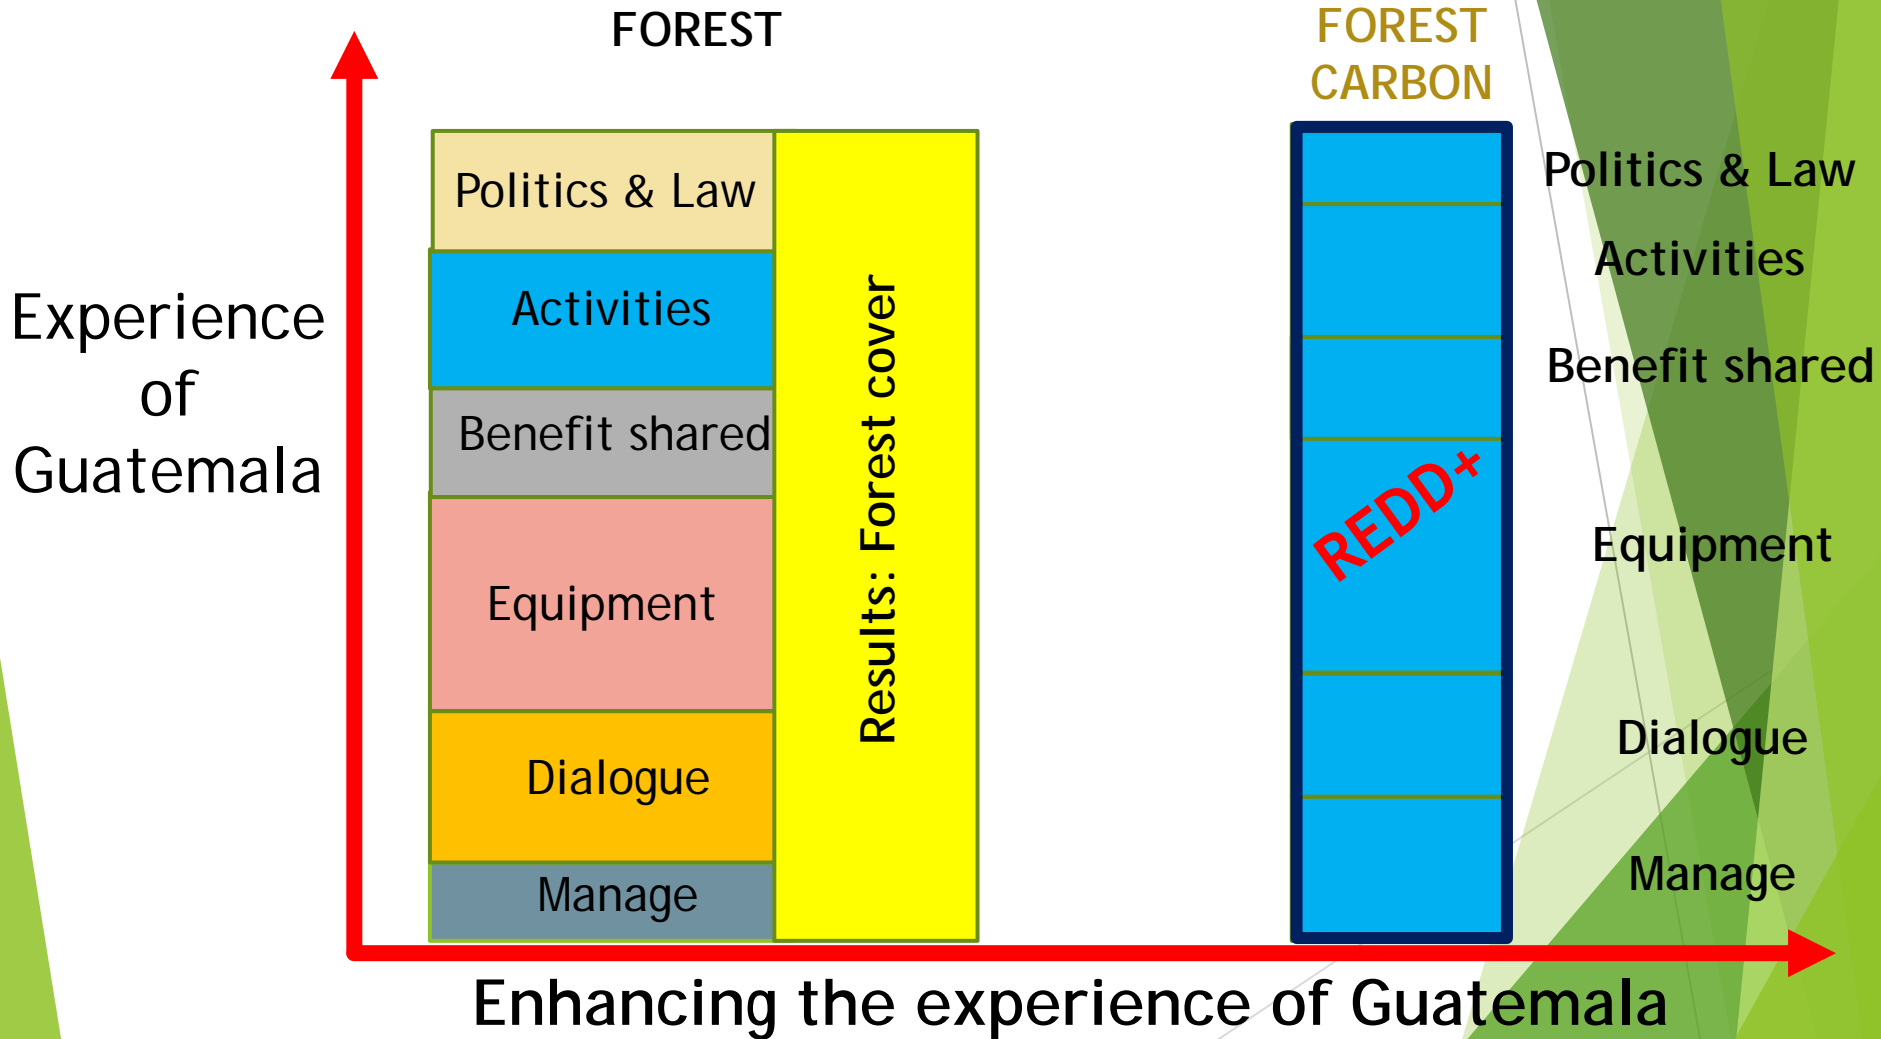 FOREST
FOREST
CARBON
Experience
of
Guatemala
Politics & Law
Activities
Benefit shared
Equipment
Dialogue
Manage
Results: Forest cover
REDD+
Politics & Law
Activities
Benefit shared
Equipment
Dialogue
Manage
Enhancing the experience of Guatemala